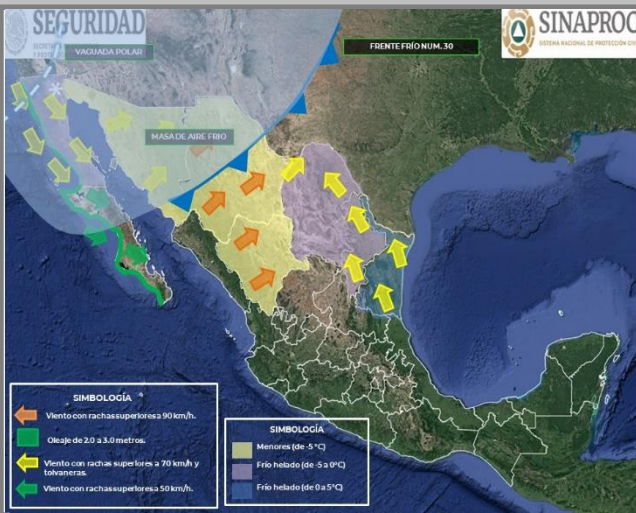 SEGURIDAD
VAGUADA POLAR
FRENTE FRÍO NUM. 30
SINAPROC
SISTEMA NACIONAL DE PROTECCIÓN CIVIL
MASA DE AIRE FRIO
SIMBOLOGÍA
Viento con rachas superiores a 90 km/h.
Oleaje de 2.0 a 3.0 metros.
Viento con rachas superiores a 70 km/h y
tolvaneras.
Viento con rachas superiores a 50 km/h.
SIMBOLOGÍA
Menores (de -5 °C)
Frío helado (de -5 a 0°C)
Frío helado (de 0 a 5°C)